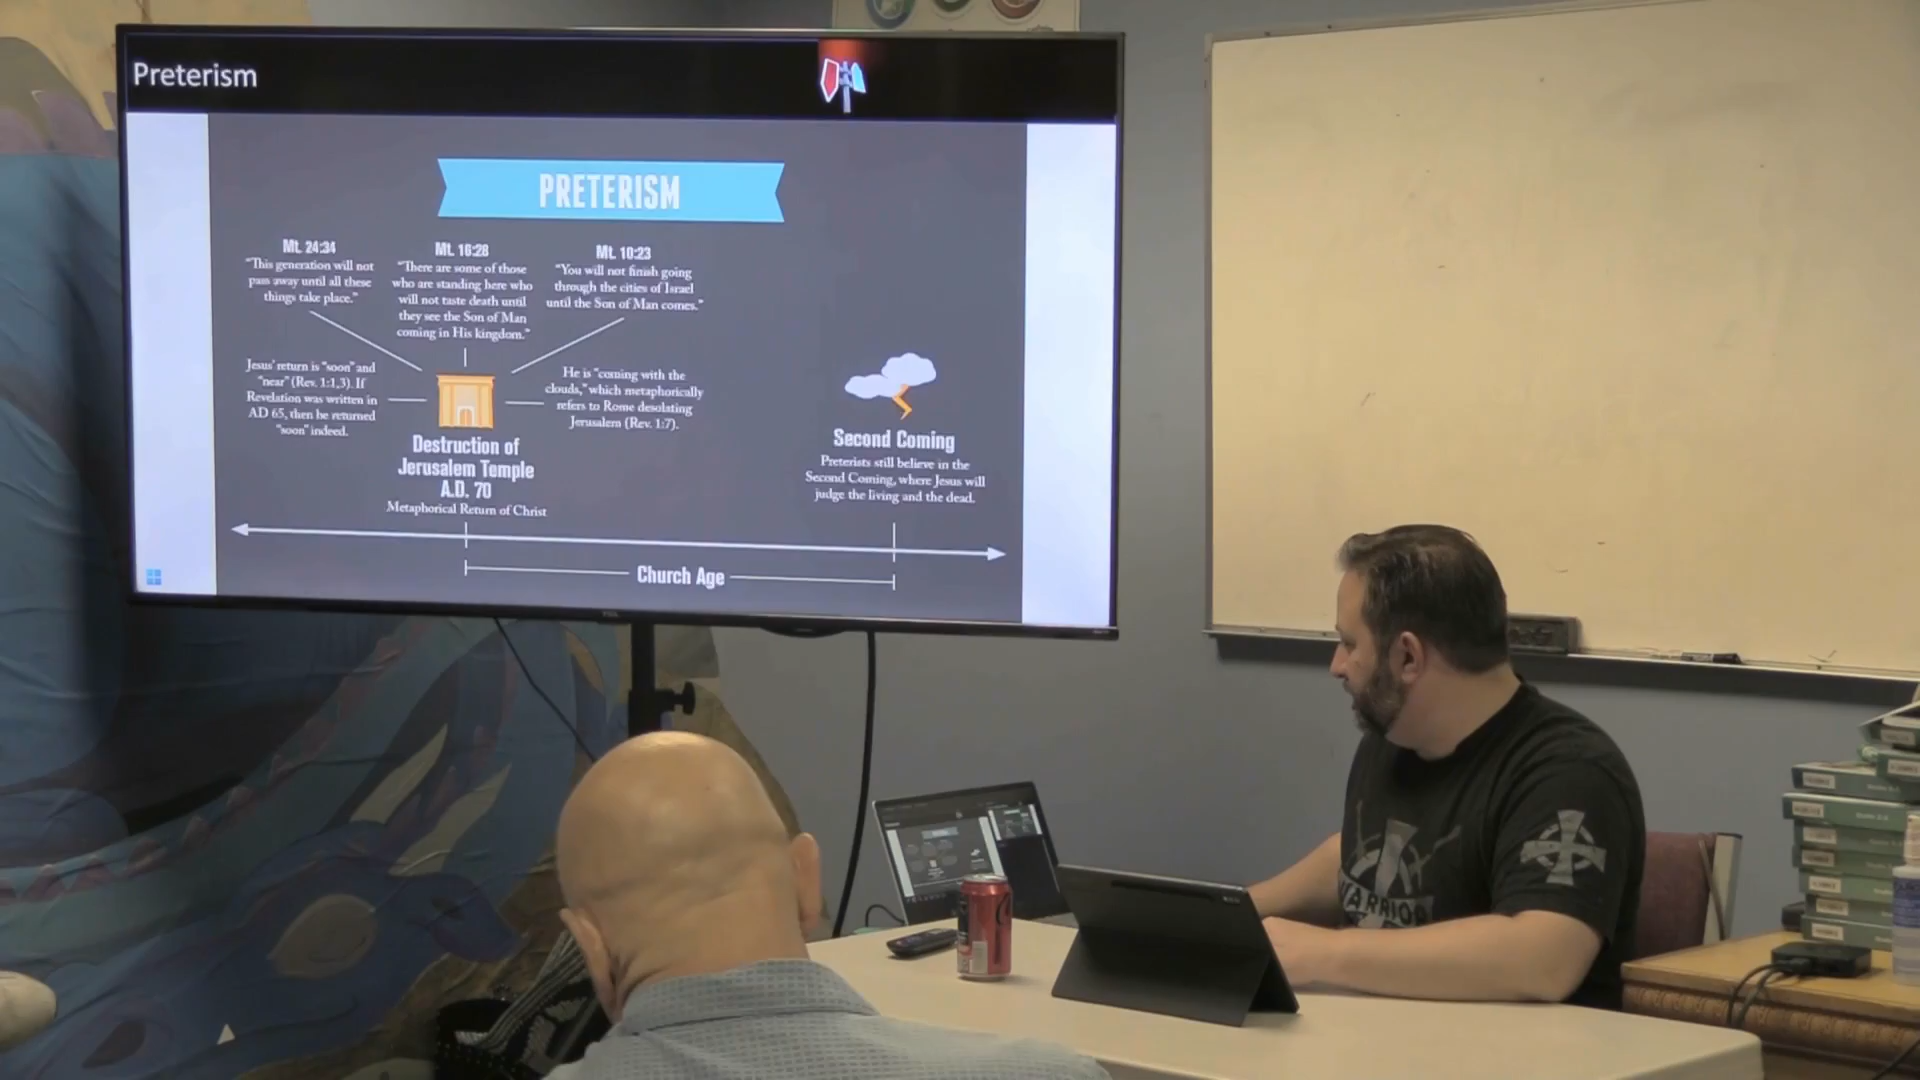 Preterism
PRETERISM
Mt. 24:34
"This generation will not
pass away until all these
things take place."
Mt. 16:28
"There are some of those
who are standing here who
will not taste death until
they see the Son of Man
coming in His kingdom."
Mt. 10:23
"You will not finish going
through the cities of Israel
until the Son of Man comes."
Jesus' return is "soon" and
"near" (Rev. 1:1,3). If
Revelation was written in
AD 65, then he returned
"soon" indeed.
He is "coming with the
clouds," which metaphorically
refers to Rome desolating
Jerusalem (Rev. 1:7).
Destruction of
Jerusalem Temple
A.D. 70
Metaphorical Return of Christ
Second Coming
Preterists still believe in the
Second Coming, where Jesus will
judge the living and the dead.
Church Age
TCL
WARRIOR